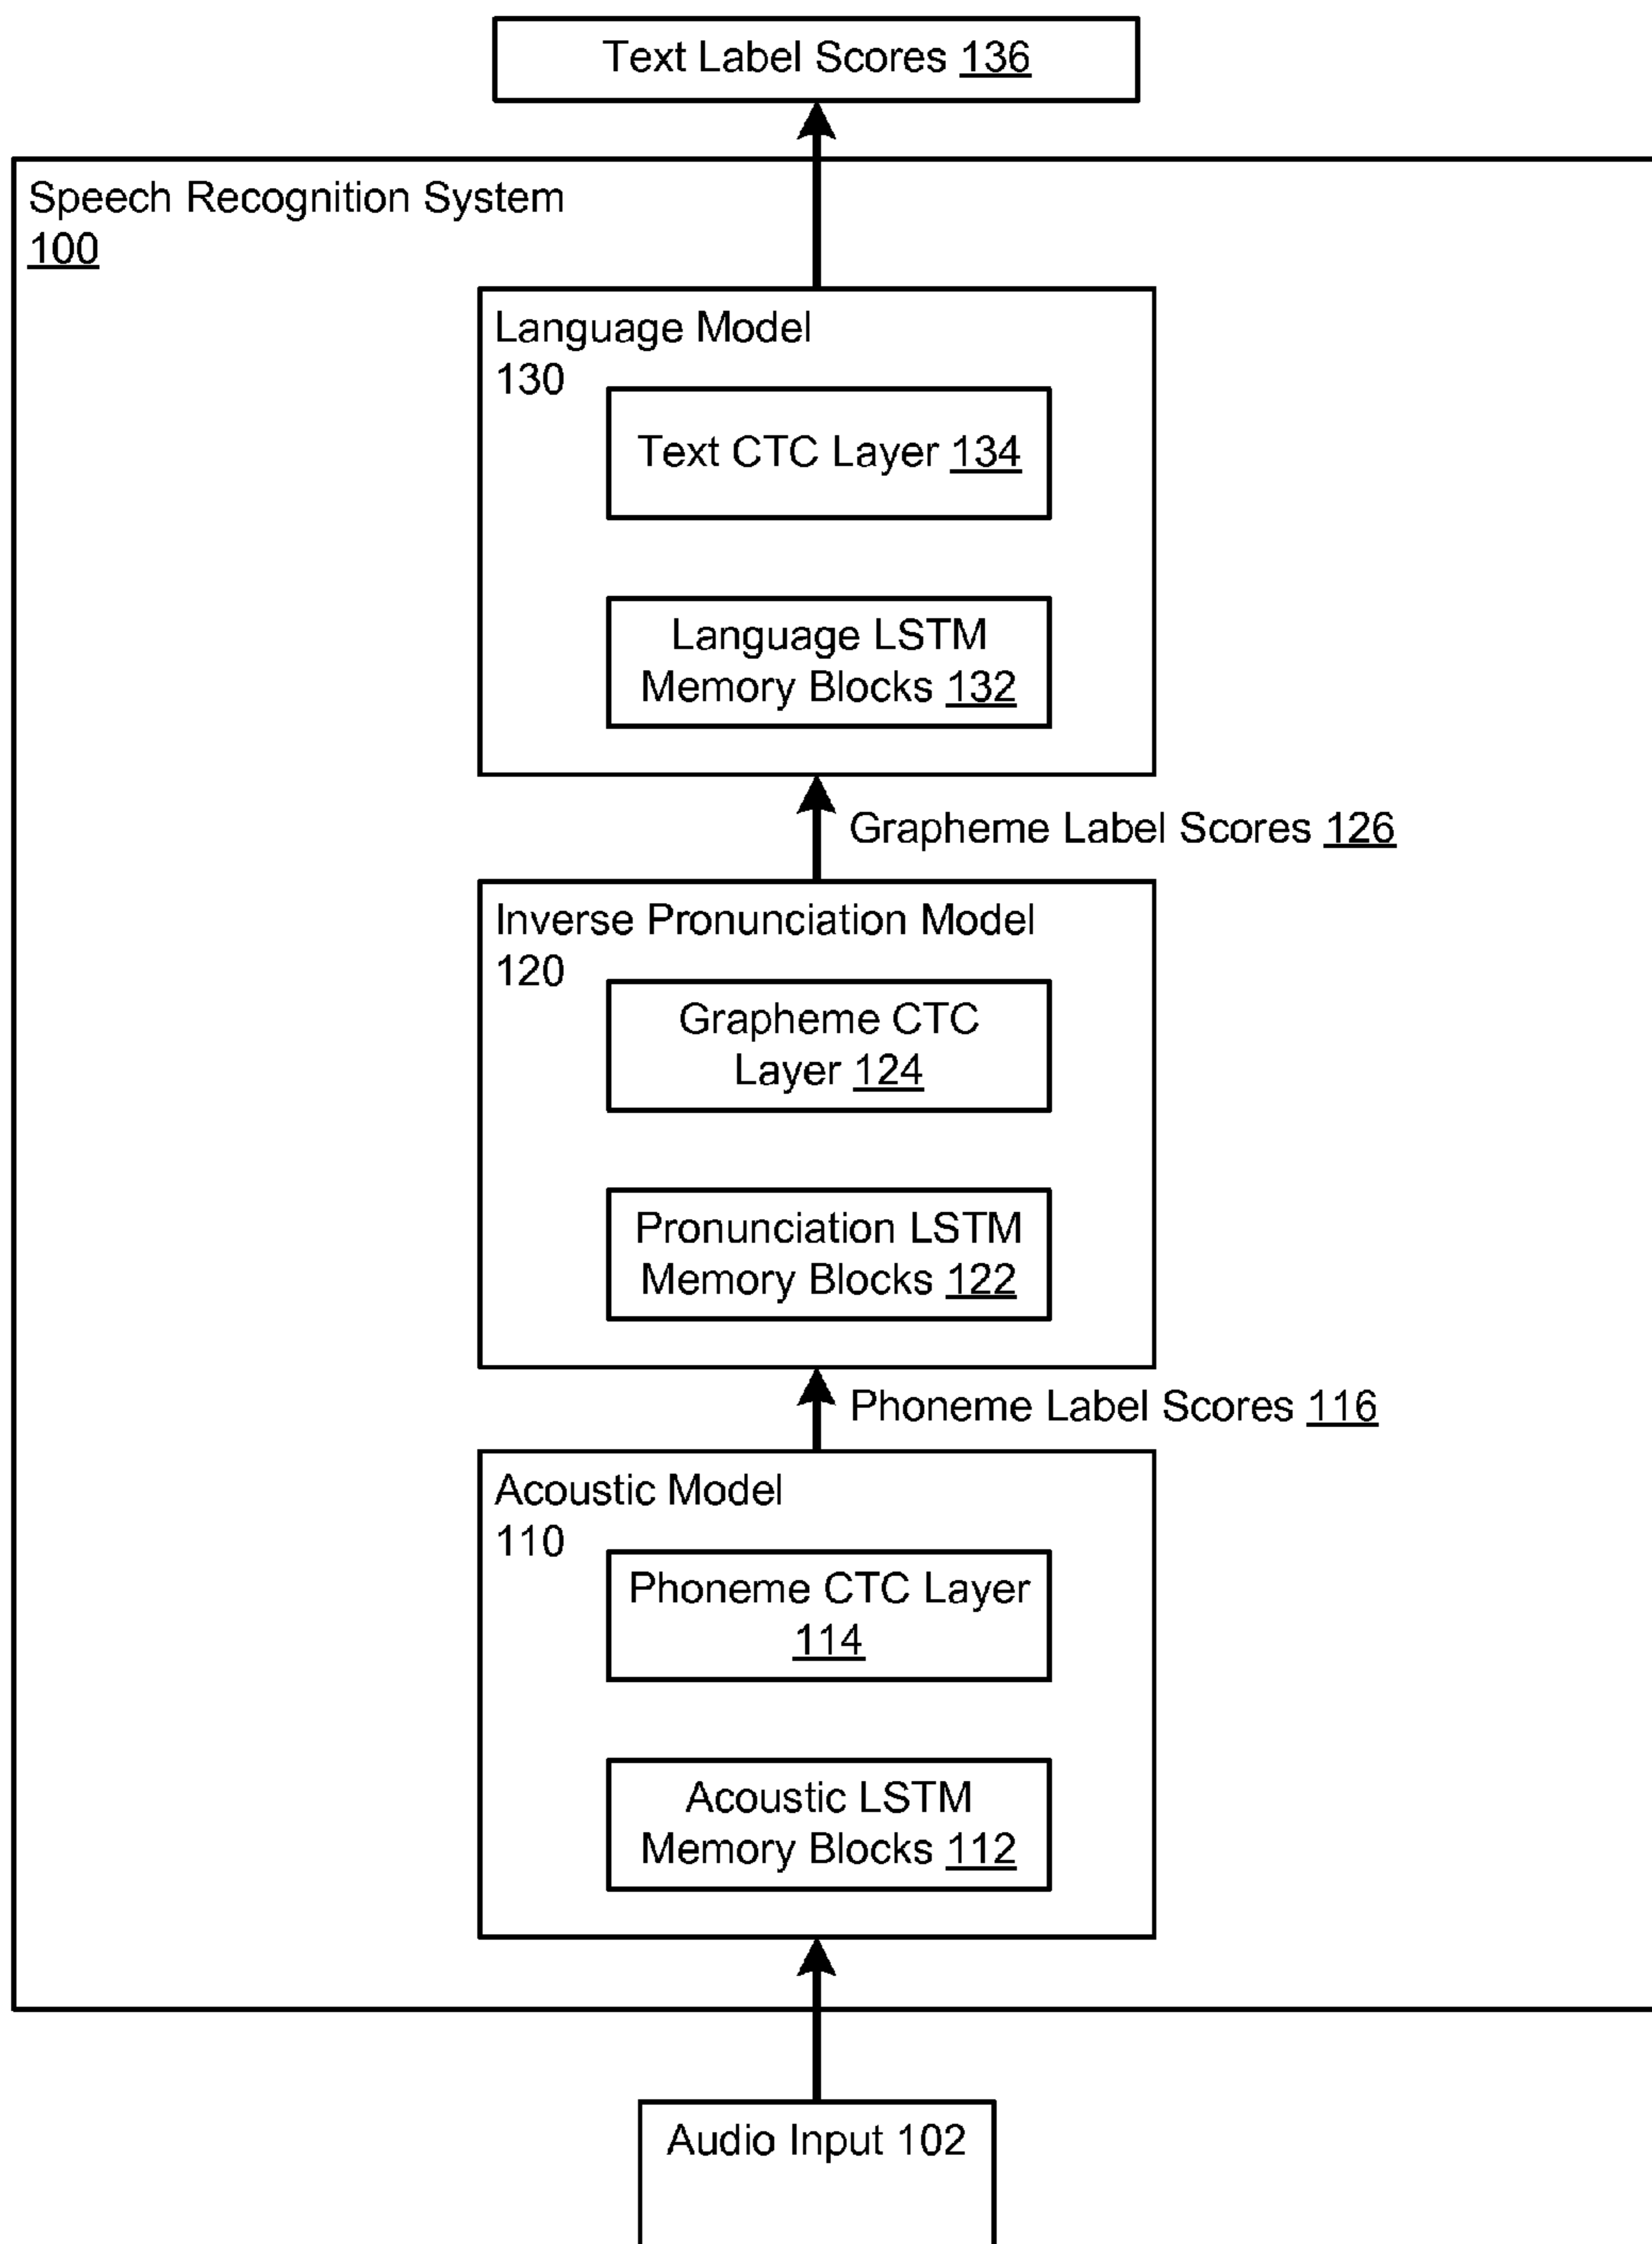 Text Label Scores 136
Speech Recognition System
100
Language Model
130
Text CTC Layer 134
Language LSTM
Memory Blocks 132
Grapheme Label Scores 126
Inverse Pronunciation Model
120
Grapheme CTC
Layer 124
Pronunciation LSTM
Memory Blocks 122
Phoneme Label Scores 116
Acoustic Model
110
Phoneme CTC Layer
114
Acoustic LSTM
Memory Blocks 112
Audio Input 102